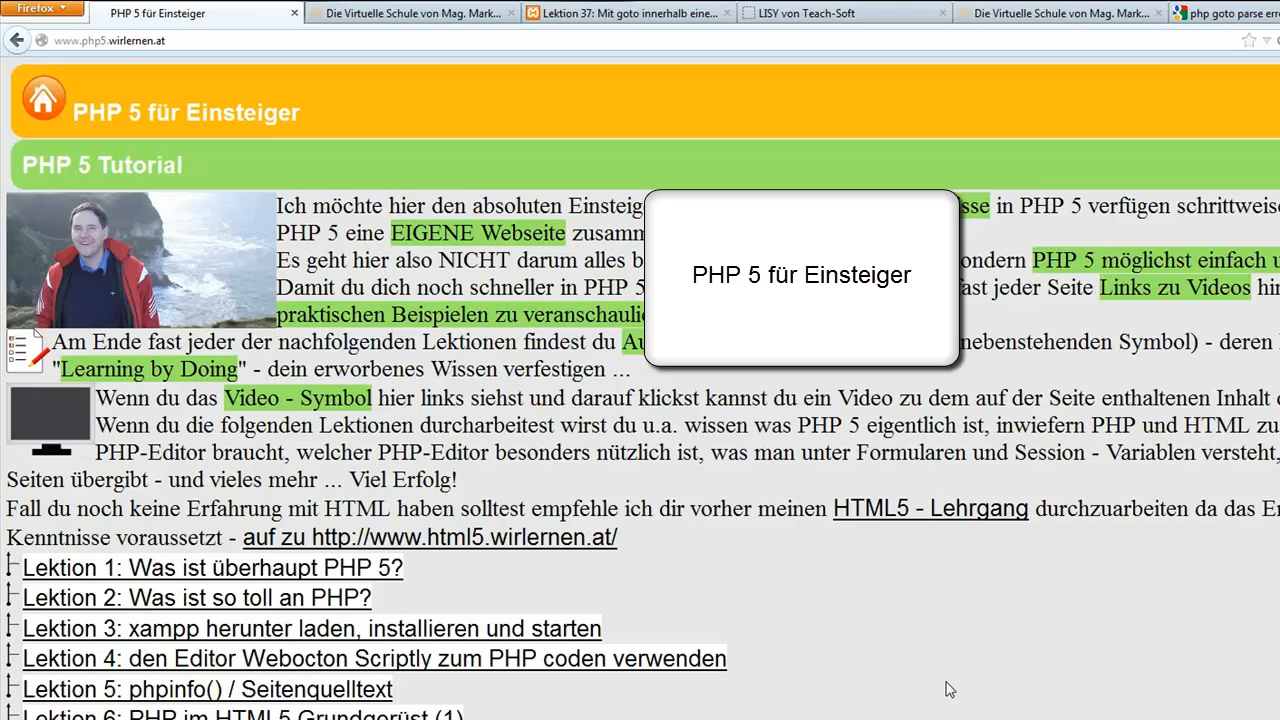 Firefox
PHP 5 für Einsteiger
Die Virtuelle Schule von Mag. Mark...
Lektion 37: Mit goto innerhalb eine...
LISY von Teach-Soft
Die Virtuelle Schule von Mag. Mark...
php goto parse
www.php5.wirlernen.at
PHP 5 für Einsteiger
PHP 5 Tutorial
Ich möchte hier den absoluten in PHP 5 verfügen
PHP 5 eine EIGENE Webseite
Es geht hier also NICHT darum alles PHP 5 möglichst einfach
Damit du dich noch schneller in PHP 5 fast jeder Seite Links zu Videos
praktischen Beispielen zu
Am Ende fast jeder der nachfolgenden Lektionen findest du nebenstehenden Symbol) - deren
"Learning by Doing" - dein erworbenes Wissen verfestigen ...
PHP 5 für Einsteiger
Wenn du das Video - Symbol hier links siehst und darauf klickst kannst du ein Video zu dem auf der Seite enthaltenen Inhalt
Wenn du die folgenden Lektionen durcharbeitest wirst du u.a. wissen was PHP 5 eigentlich ist, inwiefern PHP und HTML
PHP-Editor braucht, welcher PHP-Editor besonders nützlich ist, was man unter Formularen und Session - Variablen versteht,
Seiten übergibt - und vieles mehr ... Viel Erfolg!
Fall du noch keine Erfahrung mit HTML haben solltest empfehle ich dir vorher meinen HTML5 - Lehrgang durchzuarbeiten da das
Kenntnisse voraussetzt - auf zu http://www.html5.wirlernen.at/
Lektion 1: Was ist überhaupt PHP 5?
Lektion 2: Was ist so toll an PHP?
Lektion 3: xampp herunter laden, installieren und starten
Lektion 4: den Editor Webocton Scriptly zum PHP coden verwenden
Lektion 5: phpinfo() / Seitenquelltext
Lektion 6: PHP im HTML5 Grundgerüst (1)